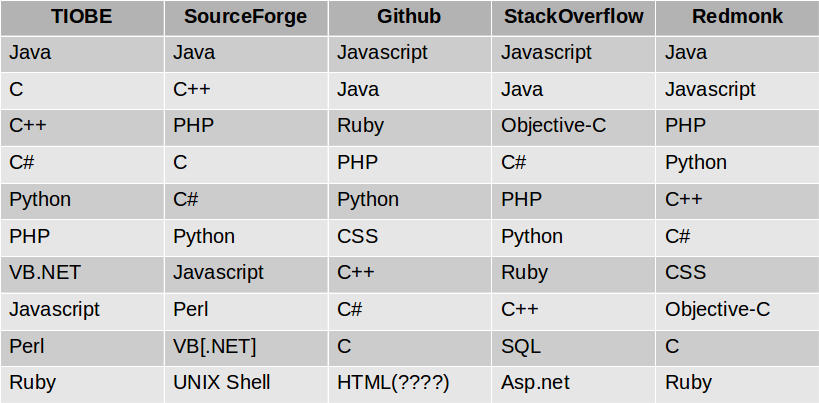 TIOBE SourceForge Github StackOverflow Redmonk
Java Java Javascript Javascript Java
C C++ Java Java Javascript
C++ PHP Ruby Objective-C PHP
C# C PHP C# Python
Python C# Python PHP C++
PHP Python CSS Python C#
VB.NET Javascript C++ Ruby CSS
Javascript Perl C# C++ Objective-C
Perl VB[.NET] C SQL C
Ruby UNIX Shell HTML(????) Asp.net Ruby